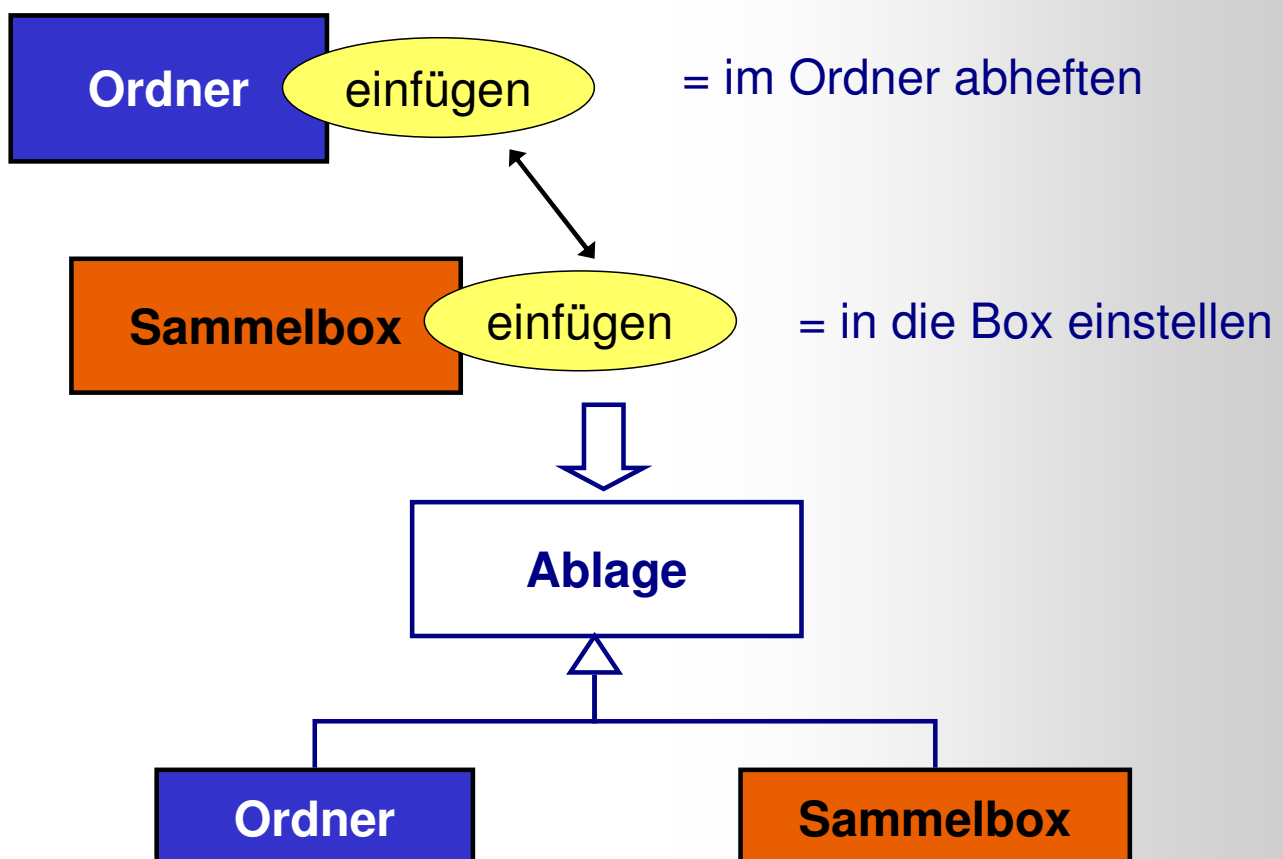 Ordner einfügen = im Ordner abheften
Sammelbox einfügen = in die Box einstellen
Ablage
Ordner Sammelbox